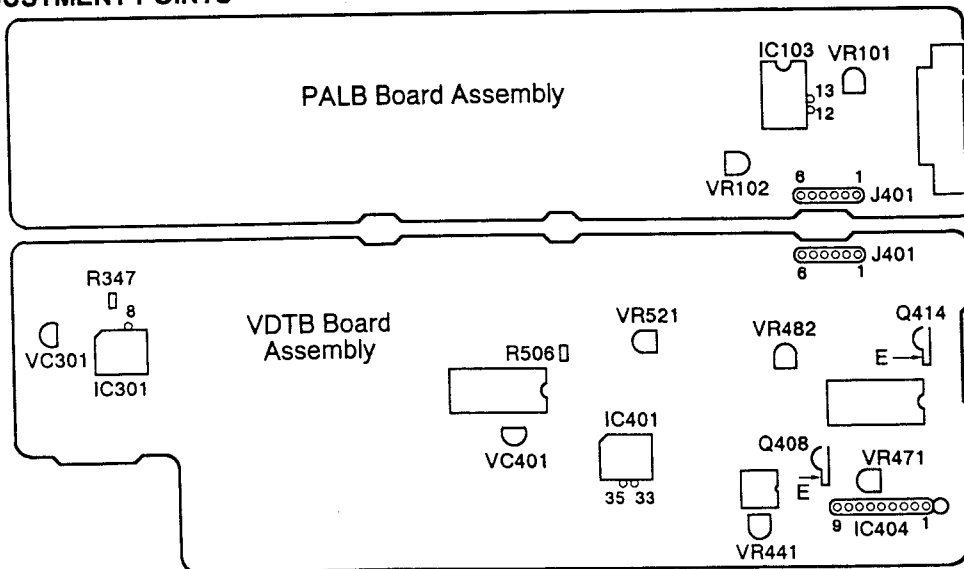 IC103 VR101
PALB Board Assembly
13
12
VR102
6 1
J401
J401
6 1
R347
8
VC301
IC301
VDTB Board
Assembly
VR521
VR482
Q414
E
R506
IC401
VC401
35 33
Q408
E
VR471
9 1
IC404
VR441